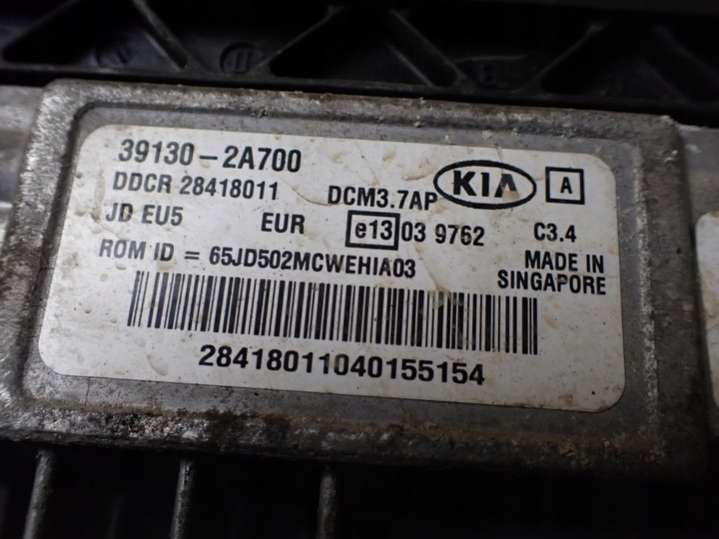 39130-2A700
DDCR 28418011 DCM3.7AP KIA A
JD EU5 EUR e13 03 9762 C3.4
ROM ID = 65JD502MCWEHIA03 MADE IN
SINGAPORE
28418011040155154